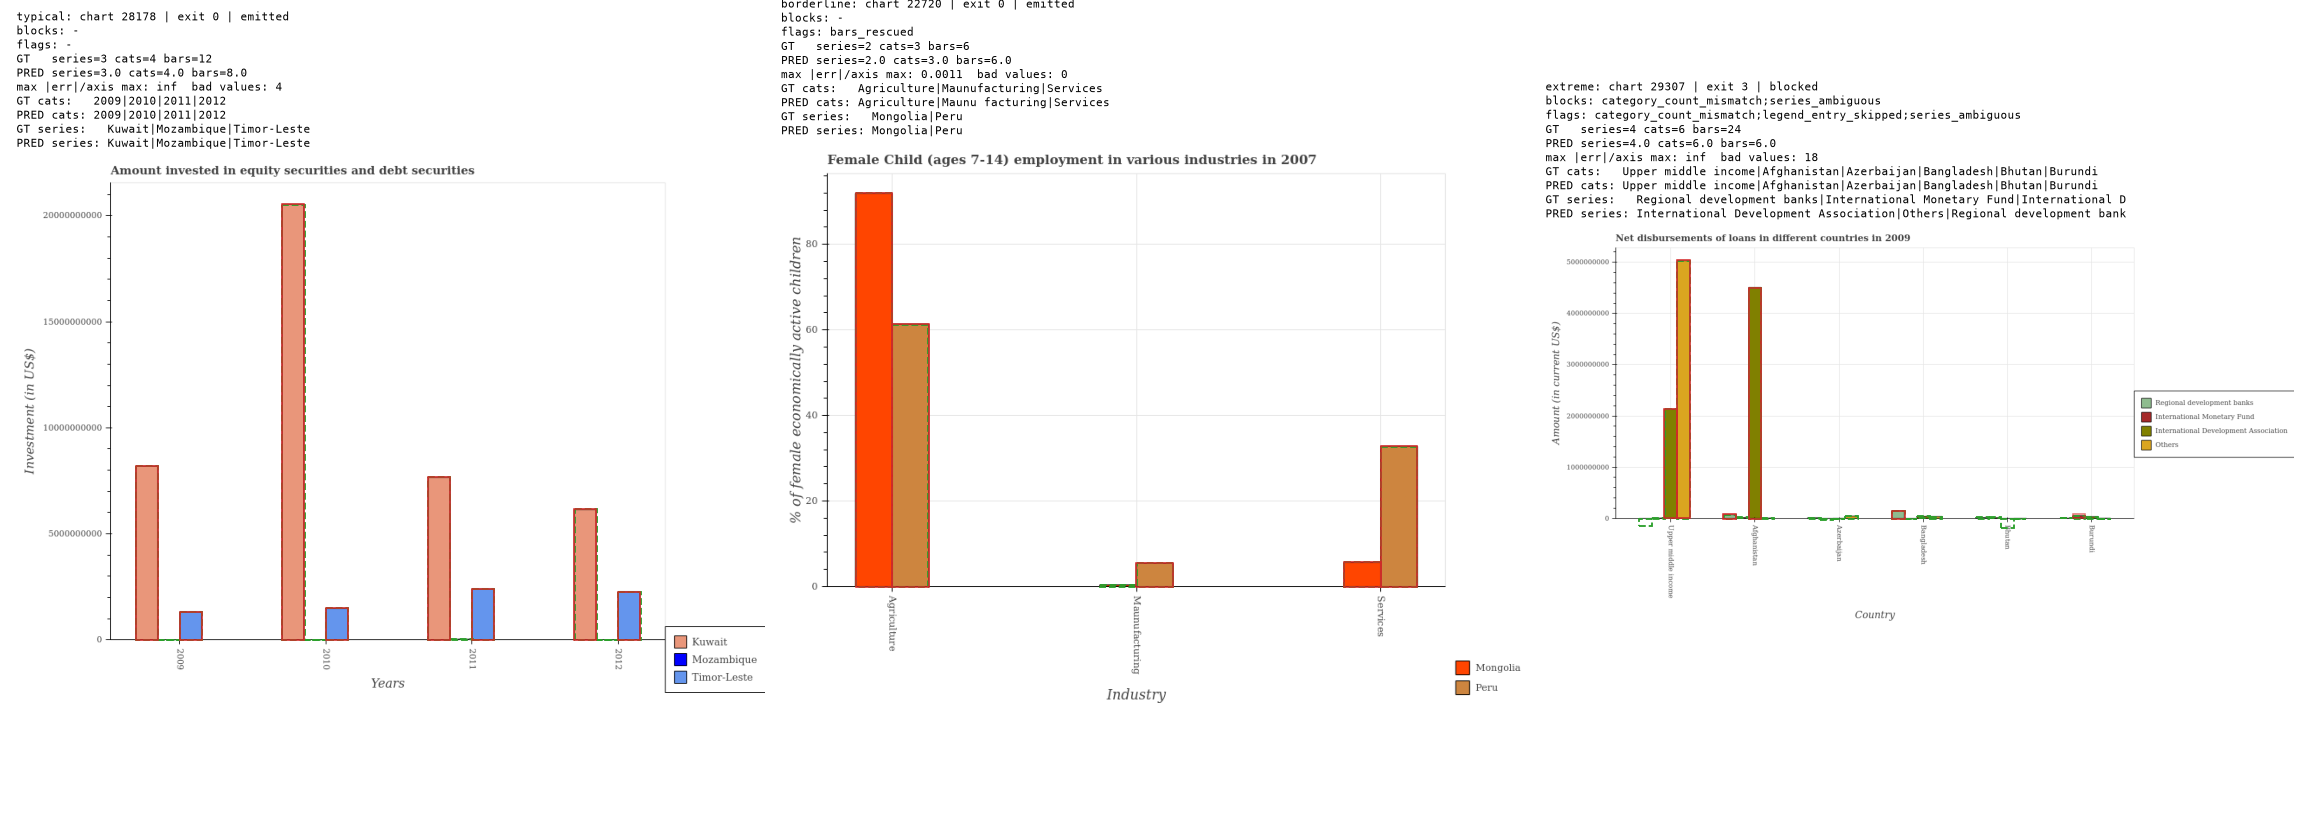 typical: chart 28178 | exit 0 | emitted
blocks: -
flags: -
GT   series=3 cats=4 bars=12
PRED series=3.0 cats=4.0 bars=8.0
max |err|/axis max: inf  bad values: 4
GT cats:   2009|2010|2011|2012
PRED cats: 2009|2010|2011|2012
GT series:   Kuwait|Mozambique|Timor-Leste
PRED series: Kuwait|Mozambique|Timor-Leste
Amount invested in equity securities and debt securities
20000000000
15000000000
10000000000
5000000000
0
Investment (in US$)
2009
2010
2011
2012
Years
Kuwait
Mozambique
Timor-Leste
borderline: chart 22720 | exit 0 | emitted
blocks: -
flags: bars_rescued
GT   series=2 cats=3 bars=6
PRED series=2.0 cats=3.0 bars=6.0
max |err|/axis max: 0.0011  bad values: 0
GT cats:   Agriculture|Maunufacturing|Services
PRED cats: Agriculture|Maunu facturing|Services
GT series:   Mongolia|Peru
PRED series: Mongolia|Peru
Female Child (ages 7-14) employment in various industries in 2007
80
60
40
20
0
% of female economically active children
Agriculture
Maunufacturing
Services
Industry
Mongolia
Peru
extreme: chart 29307 | exit 3 | blocked
blocks: category_count_mismatch;series_ambiguous
flags: category_count_mismatch;legend_entry_skipped;series_ambiguous
GT   series=4 cats=6 bars=24
PRED series=4.0 cats=6.0 bars=6.0
max |err|/axis max: inf  bad values: 18
GT cats:   Upper middle income|Afghanistan|Azerbaijan|Bangladesh|Bhutan|Burundi
PRED cats: Upper middle income|Afghanistan|Azerbaijan|Bangladesh|Bhutan|Burundi
GT series:   Regional development banks|International Monetary Fund|International D
PRED series: International Development Association|Others|Regional development bank
Net disbursements of loans in different countries in 2009
5000000000
4000000000
3000000000
2000000000
1000000000
0
Amount (in current US$)
Upper middle income
Afghanistan
Azerbaijan
Bangladesh
Bhutan
Burundi
Country
Regional development banks
International Monetary Fund
International Development Association
Others